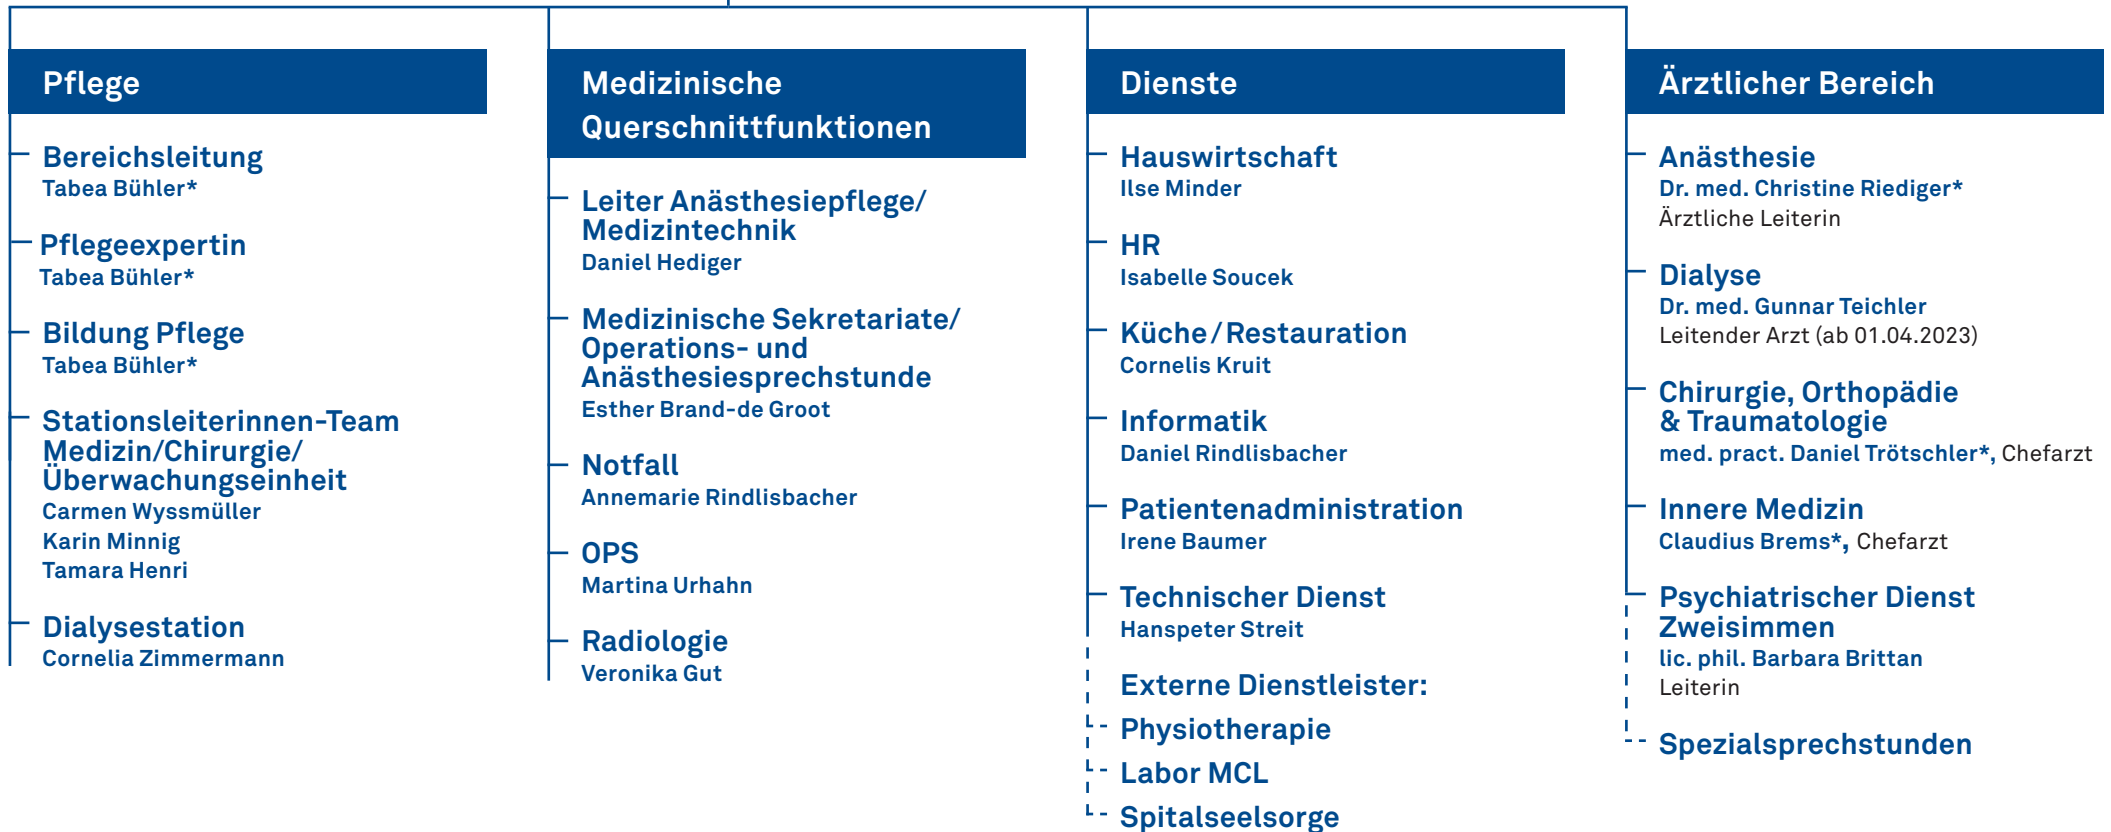 Pflege
Bereichsleitung
Tabea Bühler*
Pflegeexpertin
Tabea Bühler*
Bildung Pflege
Tabea Bühler*
Stationsleiterinnen-Team
Medizin/Chirurgie/
Überwachungseinheit
Carmen Wyssmüller
Karin Minnig
Tamara Henri
Dialysestation
Cornelia Zimmermann
Medizinische
Querschnittfunktionen
Leiter Anästhesiepflege/
Medizintechnik
Daniel Hediger
Medizinische Sekretariate/
Operations- und
Anästhesiesprechstunde
Esther Brand-de Groot
Notfall
Annemarie Rindlisbacher
OPS
Martina Urhahn
Radiologie
Veronika Gut
Dienste
Hauswirtschaft
Ilse Minder
HR
Isabelle Soucek
Küche/Restauration
Cornelis Kruit
Informatik
Daniel Rindlisbacher
Patientenadministration
Irene Baumer
Technischer Dienst
Hanspeter Streit
Externe Dienstleister:
Physiotherapie
Labor MCL
Spitalseelsorge
Ärztlicher Bereich
Anästhesie
Dr. med. Christine Riediger*
Ärztliche Leiterin
Dialyse
Dr. med. Gunnar Teichler
Leitender Arzt (ab 01.04.2023)
Chirurgie, Orthopädie
& Traumatologie
med. pract. Daniel Trötschler*, Chefarzt
Innere Medizin
Claudius Brems*, Chefarzt
Psychiatrischer Dienst
Zweisimmen
lic. phil. Barbara Brittan
Leiterin
Spezialsprechstunden